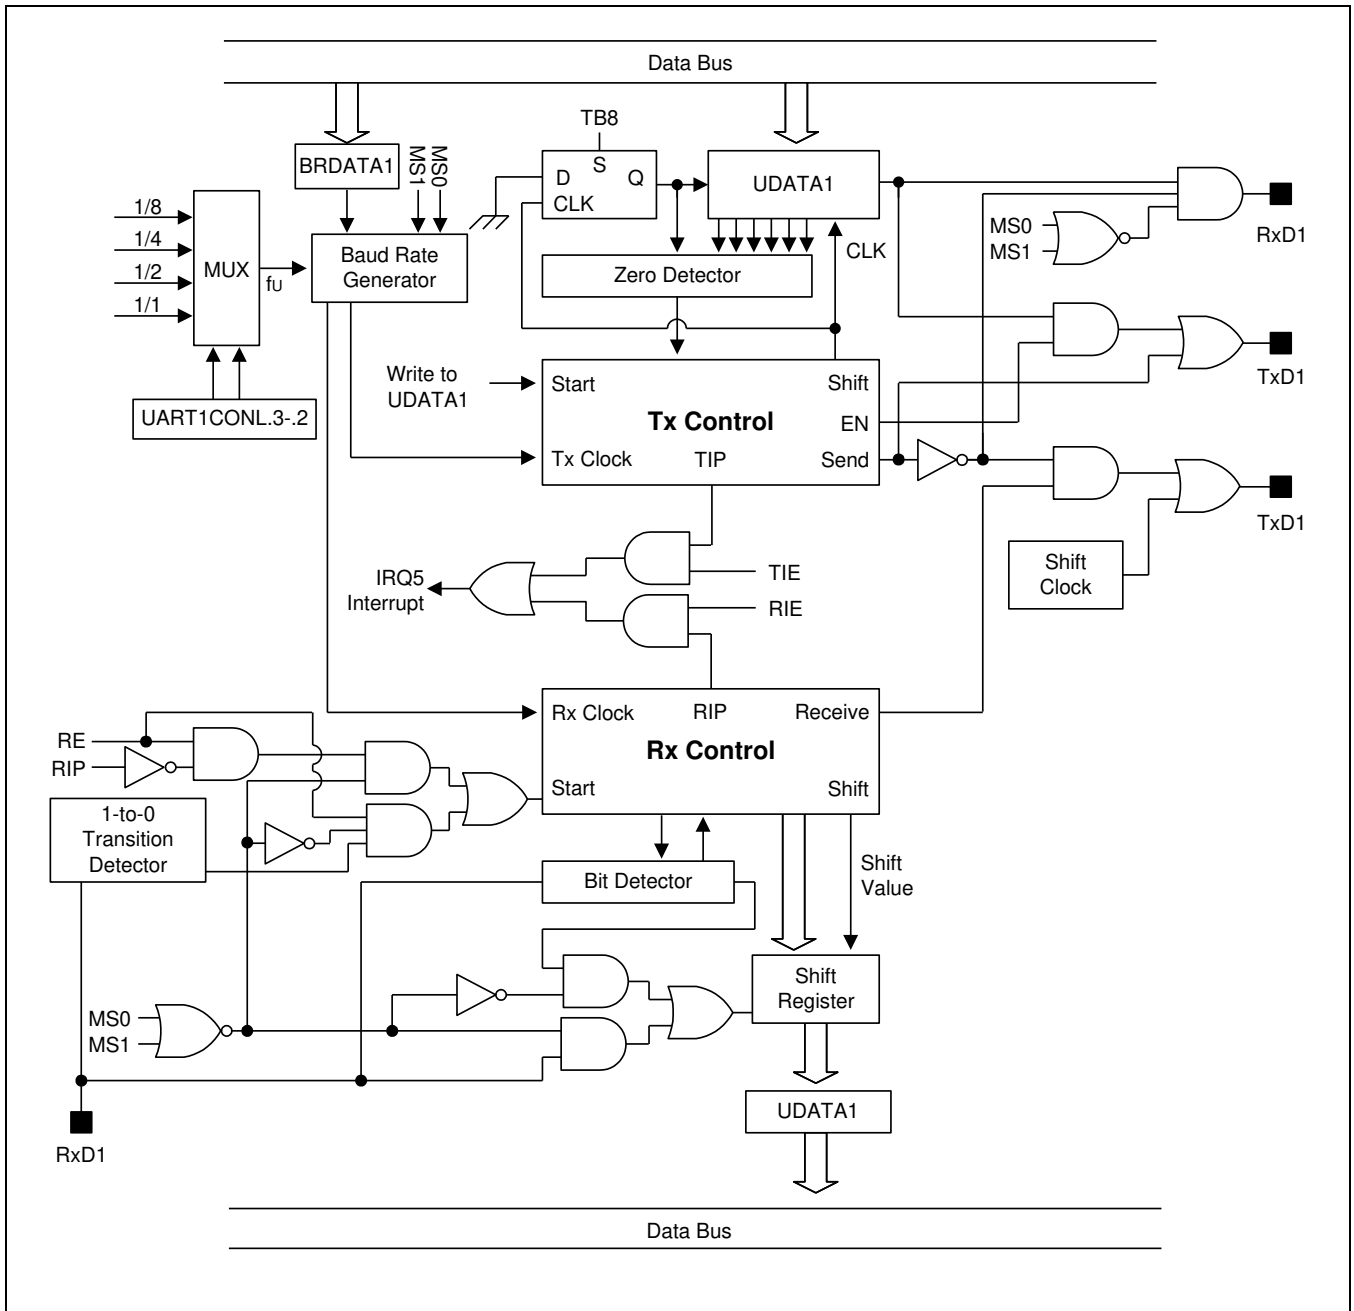 Data Bus
TB8
BRDATA1
MS1
MS0
D
S
Q
CLK
UDATA1
1/8
1/4
1/2
1/1
MUX
fU
Baud Rate
Generator
Zero Detector
CLK
MS0
MS1
RxD1
UART1CONL.3-.2
Write to
UDATA1
Start
Shift
Tx Control
EN
Tx Clock
TIP
Send
TxD1
TxD1
Shift
Clock
IRQ5
Interrupt
TIE
RIE
Rx Clock
RIP
Receive
Rx Control
Start
Shift
RE
RIP
1-to-0
Transition
Detector
Bit Detector
Shift
Value
Shift
Register
MS0
MS1
UDATA1
RxD1
Data Bus